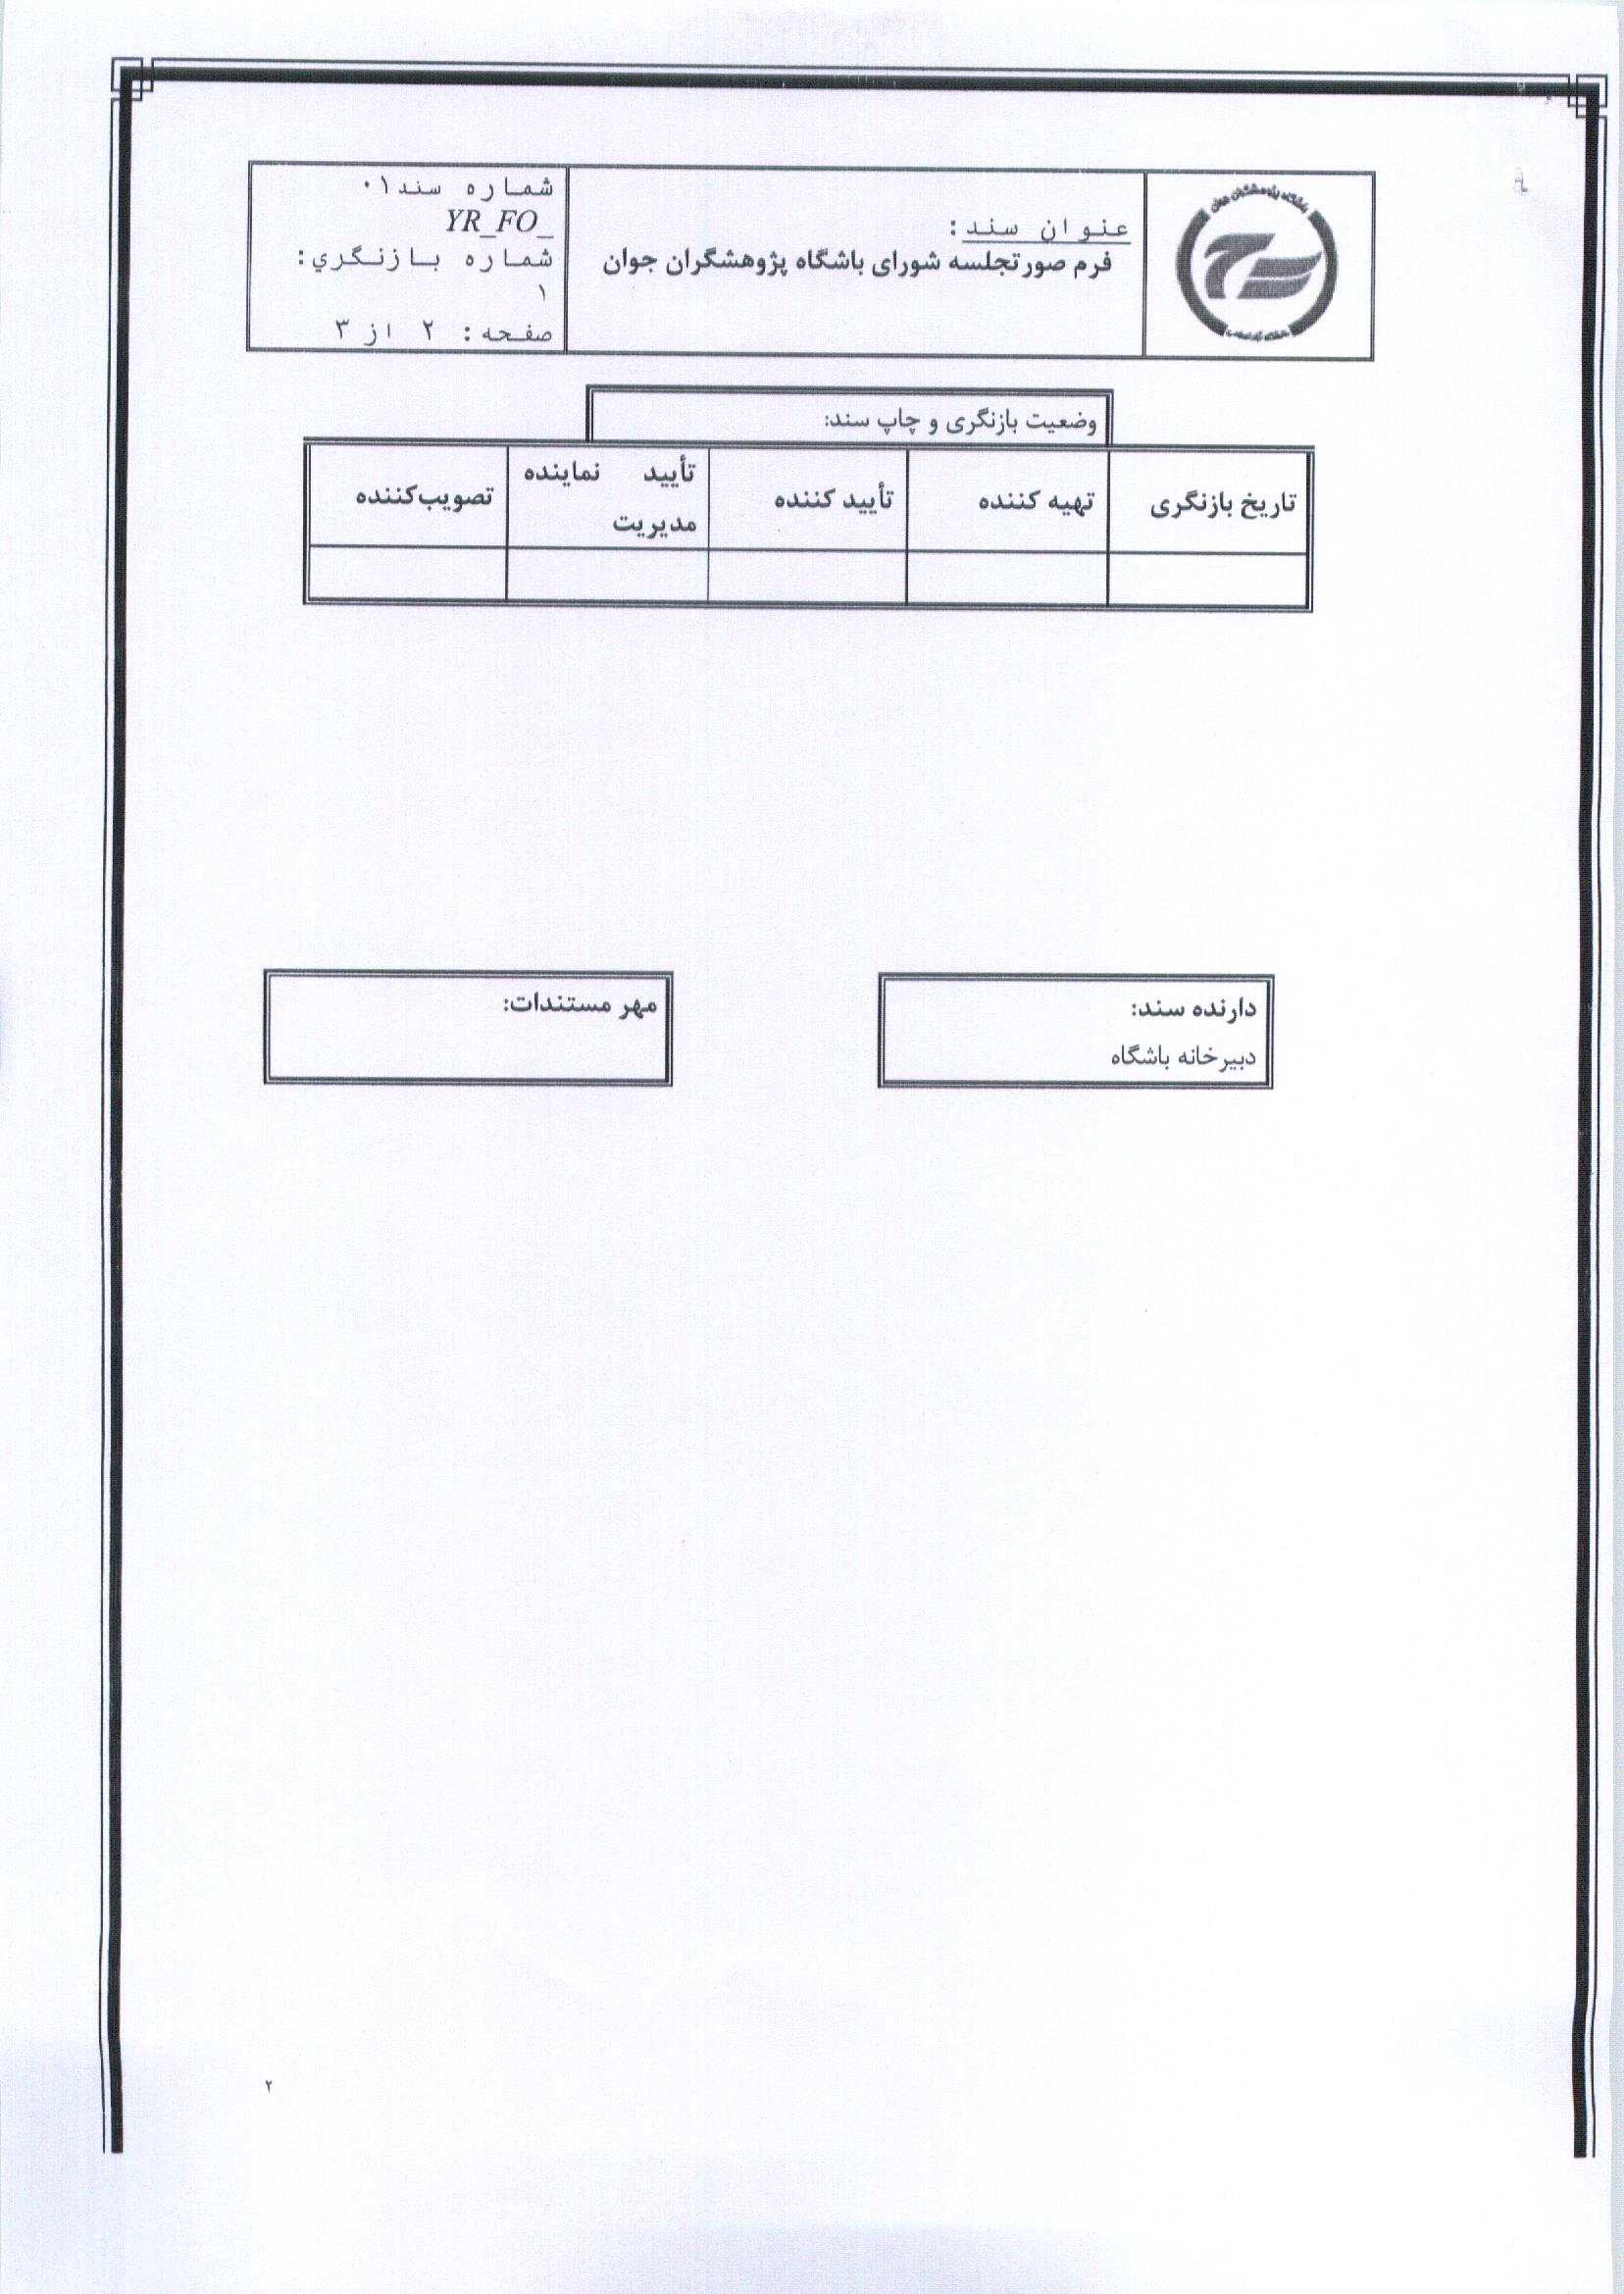 باشگاه پژوهشگران جوان
عنوان سند:
فرم صورتجلسه شورای باشگاه پژوهشگران جوان
شماره سند۰۱
YR_FO_
شماره بازنگري:
۱
صفحه: ۲ از ۳
وضعیت بازنگری و چاپ سند:
تاریخ بازنگری تهیه کننده تأیید کننده تأیید نماینده مدیریت تصویب‌کننده
دارنده سند:
دبیرخانه باشگاه
مهر مستندات:
۲